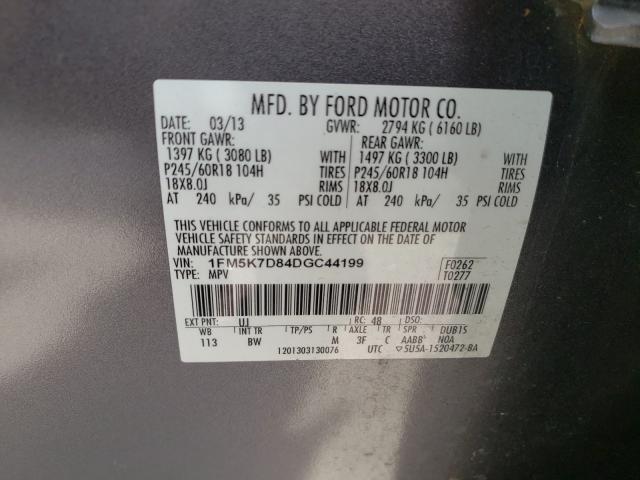 MFD. BY FORD MOTOR CO.
DATE: 03/13 GVWR: 2794 KG ( 6160 LB)
FRONT GAWR: REAR GAWR:
1397 KG ( 3080 LB) 1497 KG ( 3300 LB)
P245/60R18 104H TIRES P245/60R18 104H TIRES
18X8.0J RIMS 18X8.0J RIMS
AT 240 kPa/ 35 PSI COLD AT 240 kPa/ 35 PSI COLD
THIS VEHICLE CONFORMS TO ALL APPLICABLE FEDERAL MOTOR
VEHICLE SAFETY STANDARDS IN EFFECT ON THE DATE OF
MANUFACTURE SHOWN ABOVE.
VIN: 1FM5K7D84DGC44199 F0262
TYPE: MPV T0277
EXT PNT: UJ RC: 48 DSO:
WB INT TR TP/PS R AXLE TR SPR DUB15
113 BW M 3F C AABB NOA
1201303130076 UTC ▽5U5A-1520472-BA